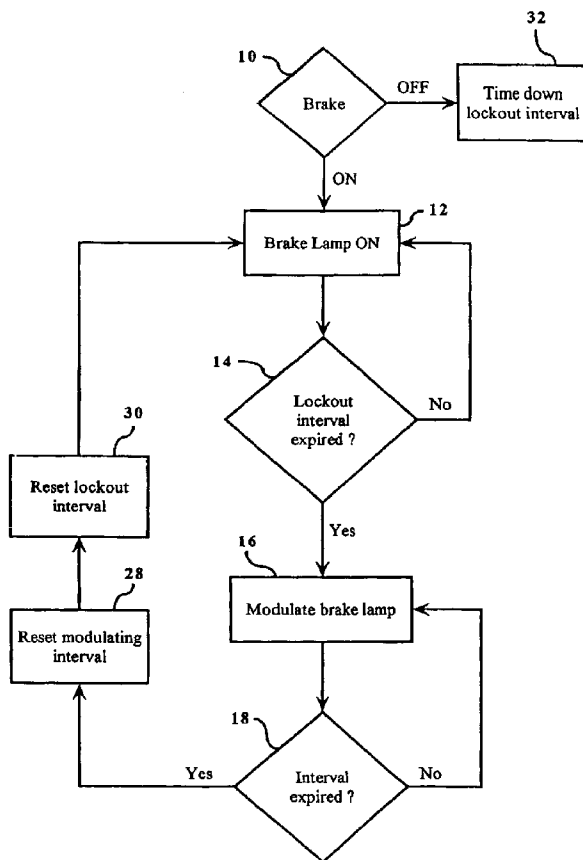 32
10
Brake
OFF
Time down
lockout interval
ON
12
Brake Lamp ON
14
Lockout
interval
expired ?
No
30
Reset lockout
interval
Yes
16
Modulate brake lamp
28
Reset modulating
interval
18
Yes
Interval
expired ?
No